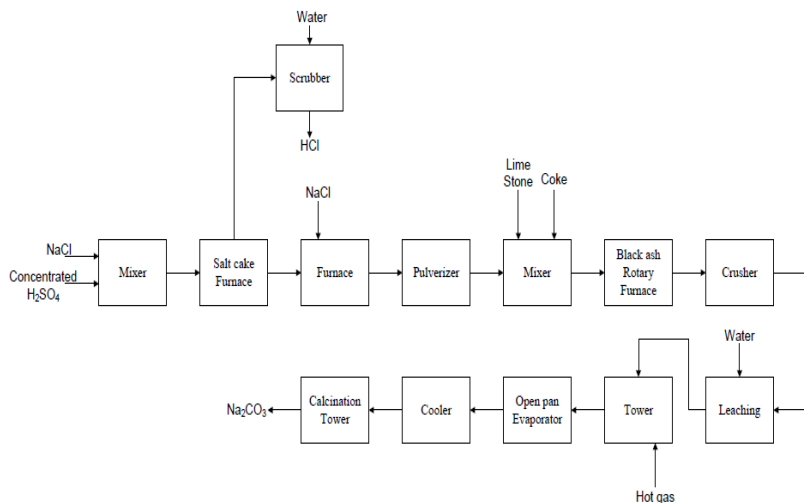 Water
Scrubber
HCl
NaCl
Lime
Stone
Coke
NaCl
Concentrated
H₂SO₄
Mixer
Salt cake
Furnace
Furnace
Pulverizer
Mixer
Black ash
Rotary
Furnace
Crusher
Water
Na₂CO₃
Calcination
Tower
Cooler
Open pan
Evaporator
Tower
Leaching
Hot gas